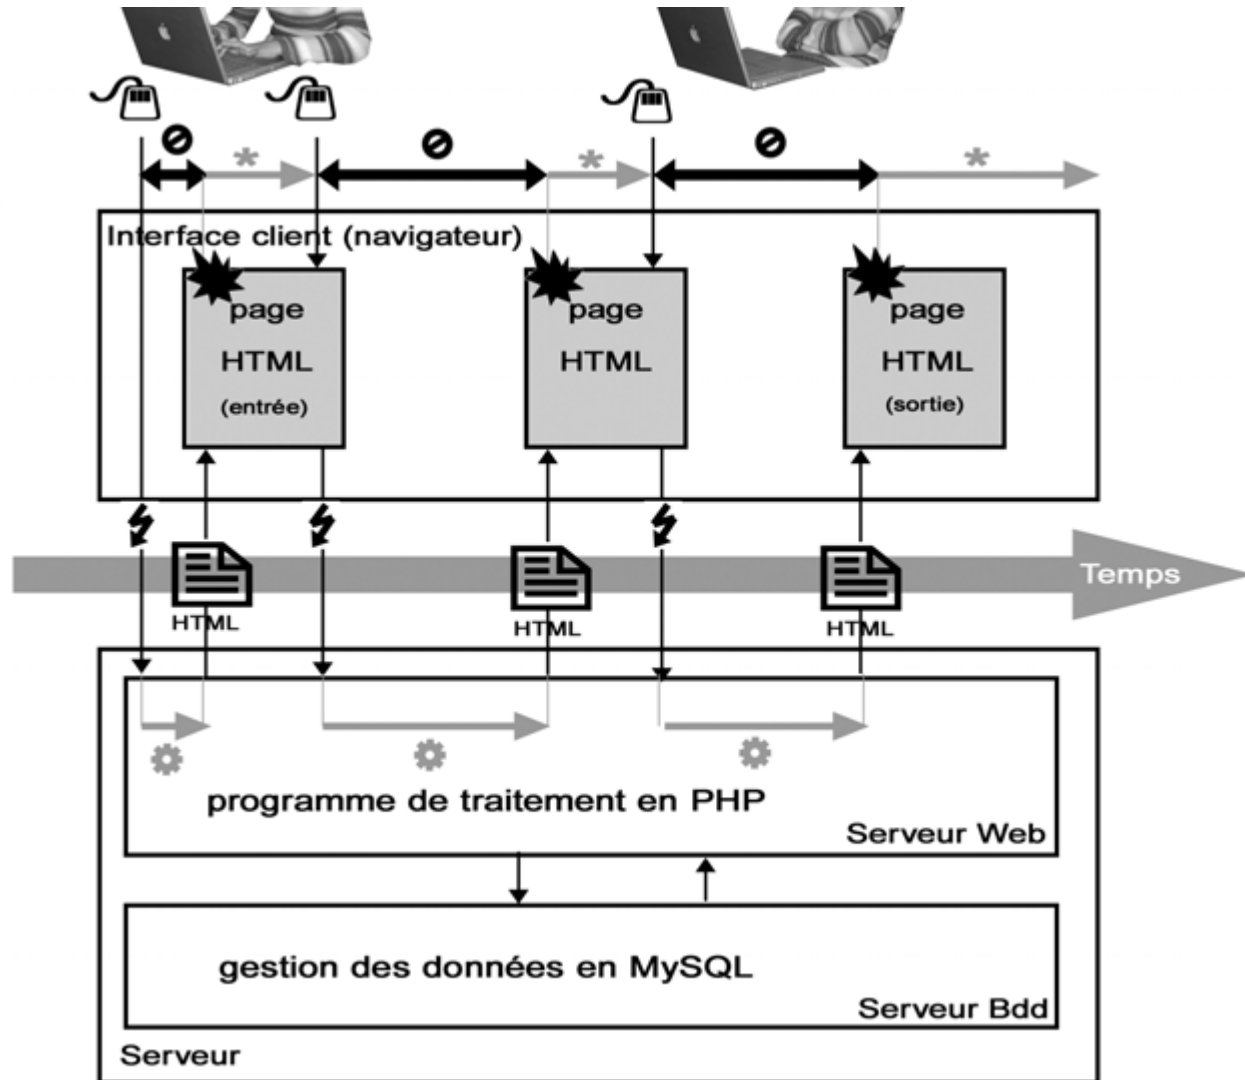 Interface client (navigateur)
page
HTML
(entrée)
page
HTML
page
HTML
(sortie)
Temps
HTML
HTML
HTML
programme de traitement en PHP
Serveur Web
gestion des données en MySQL
Serveur Bdd
Serveur